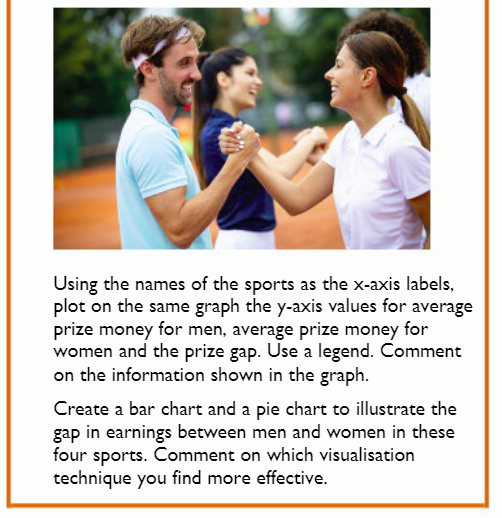 Using the names of the sports as the x-axis labels,
plot on the same graph the y-axis values for average
prize money for men, average prize money for
women and the prize gap. Use a legend. Comment
on the information shown in the graph.
Create a bar chart and a pie chart to illustrate the
gap in earnings between men and women in these
four sports. Comment on which visualisation
technique you find more effective.